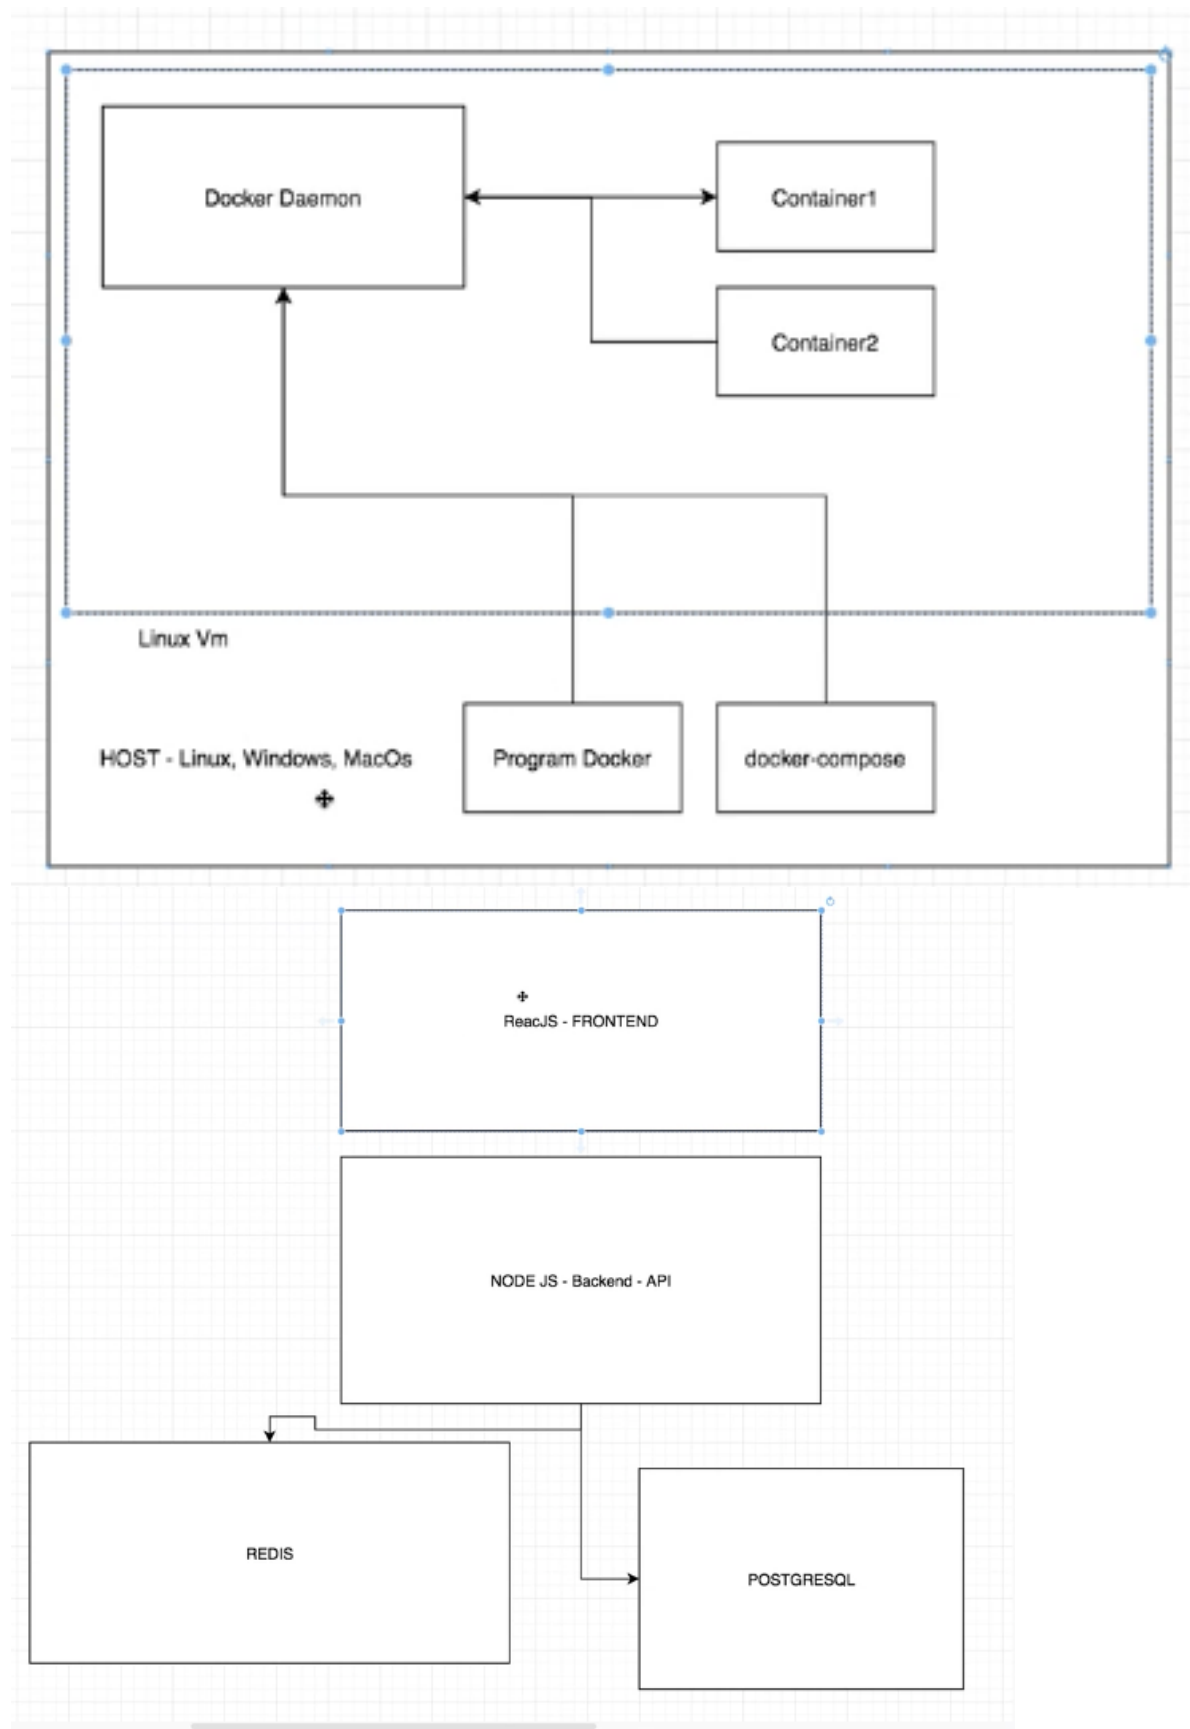 Docker Daemon
Container1
Container2
Linux Vm
HOST - Linux, Windows, MacOs
Program Docker
docker-compose
ReacJS - FRONTEND
NODE JS - Backend - API
REDIS
POSTGRESQL